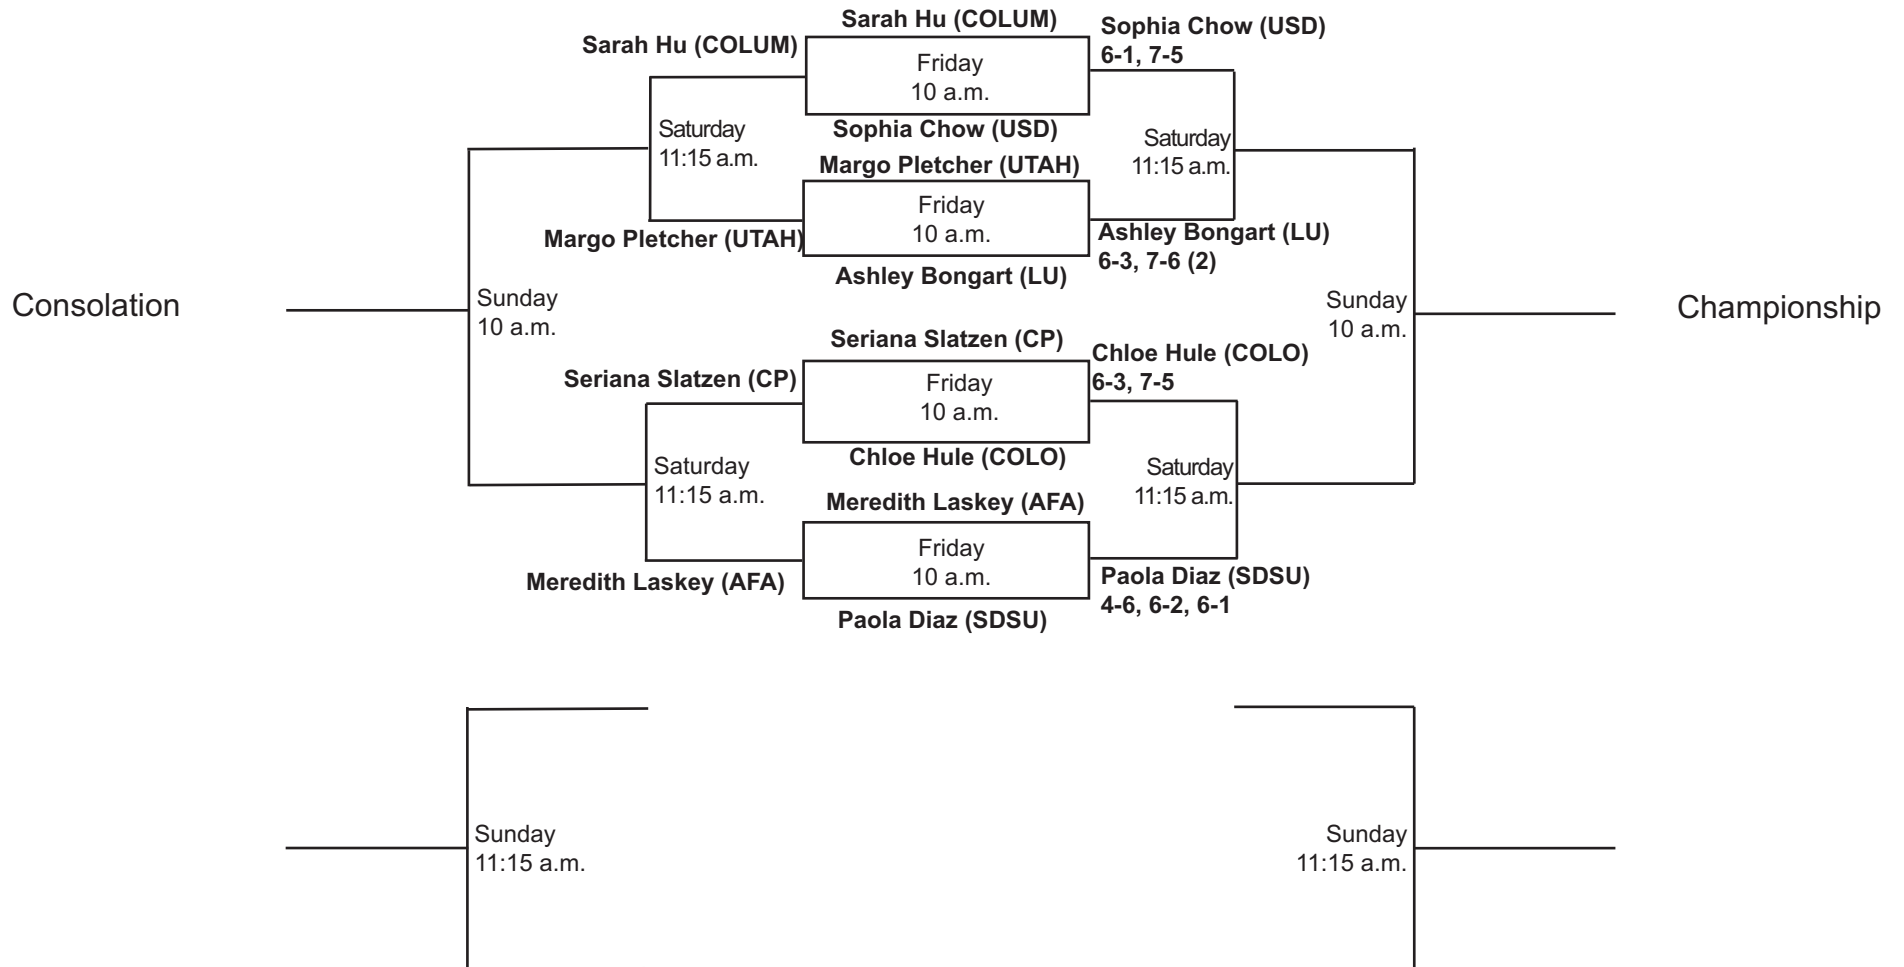 Sarah Hu (COLUM)
Sophia Chow (USD)
6-1, 7-5
Sarah Hu (COLUM)
Friday
10 a.m.
Saturday
11:15 a.m.
Sophia Chow (USD)
Saturday
11:15 a.m.
Margo Pletcher (UTAH)
Friday
10 a.m.
Margo Pletcher (UTAH)
Ashley Bongart (LU)
6-3, 7-6 (2)
Ashley Bongart (LU)
Consolation
Sunday
10 a.m.
Sunday
10 a.m.
Championship
Seriana Slatzen (CP)
Chloe Hule (COLO)
6-3, 7-5
Seriana Slatzen (CP)
Friday
10 a.m.
Chloe Hule (COLO)
Saturday
11:15 a.m.
Saturday
11:15 a.m.
Meredith Laskey (AFA)
Friday
10 a.m.
Meredith Laskey (AFA)
Paola Diaz (SDSU)
4-6, 6-2, 6-1
Paola Diaz (SDSU)
Sunday
11:15 a.m.
Sunday
11:15 a.m.